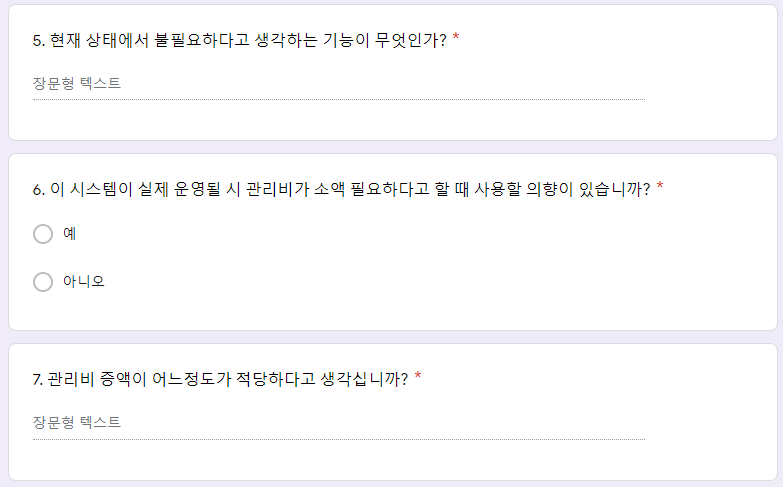 5. 현재 상태에서 불필요하다고 생각하는 기능이 무엇인가? *
장문형 텍스트
6. 이 시스템이 실제 운영될 시 관리비가 소액 필요하다고 할 때 사용할 의향이 있습니까? *
예
아니오
7. 관리비 증액이 어느정도가 적당하다고 생각십니까? *
장문형 텍스트